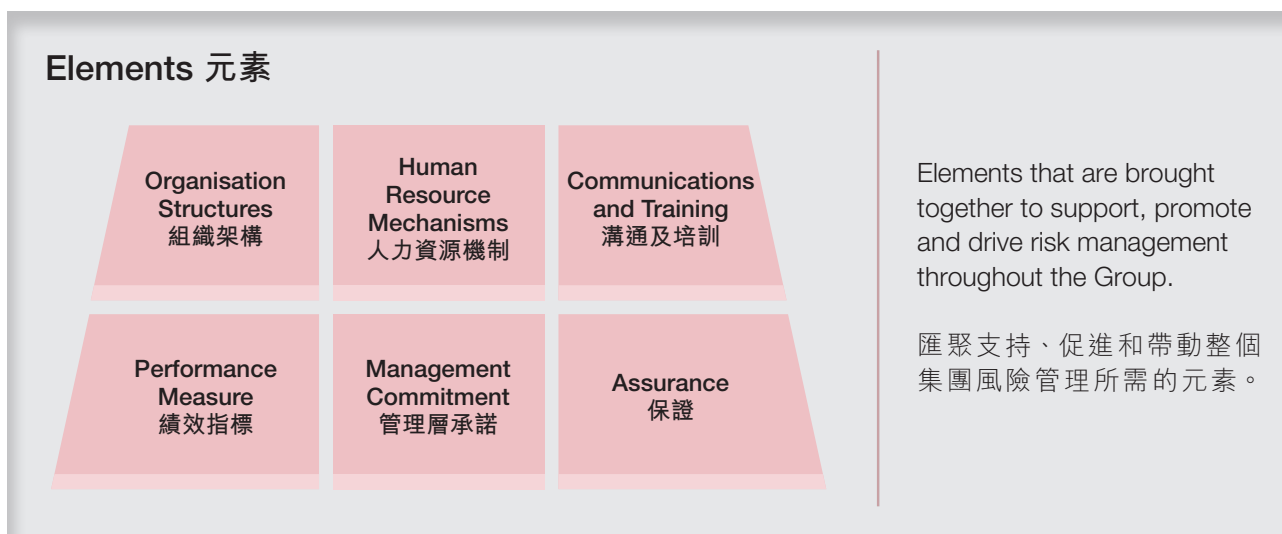 Elements 元素
Organisation
Structures
組織架構
Human
Resource
Mechanisms
人力資源機制
Communications
and Training
溝通及培訓
Performance
Measure
績效指標
Management
Commitment
管理層承諾
Assurance
保證
Elements that are brought
together to support, promote
and drive risk management
throughout the Group.
匯聚支持、促進和帶動整個
集團風險管理所需的元素。